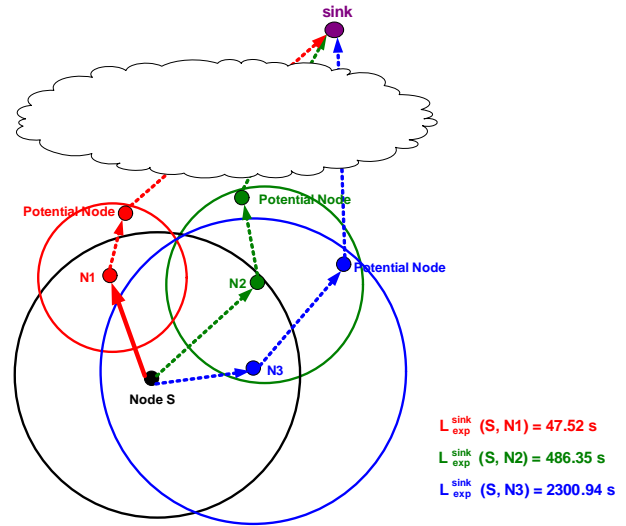 sink
Potential Node
Potential Node
Potential Node
N1
N2
N3
Node S
L sink exp (S, N1) = 47.52 s
L sink exp (S, N2) = 486.35 s
L sink exp (S, N3) = 2300.94 s